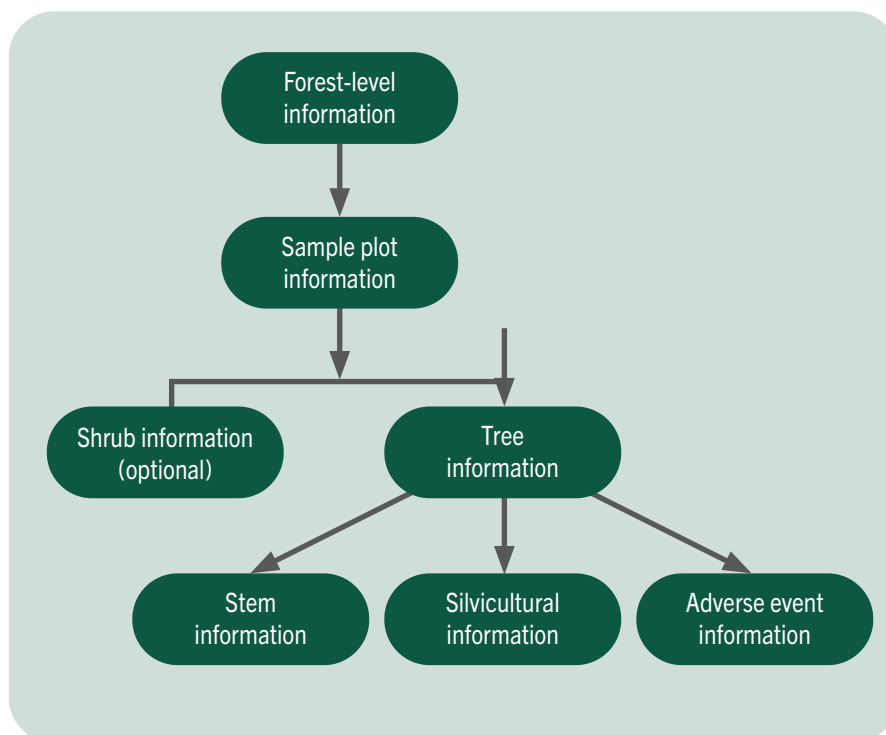 Forest-level
information
Sample plot
information
Shrub information
(optional)
Tree
information
Stem
information
Silvicultural
information
Adverse event
information